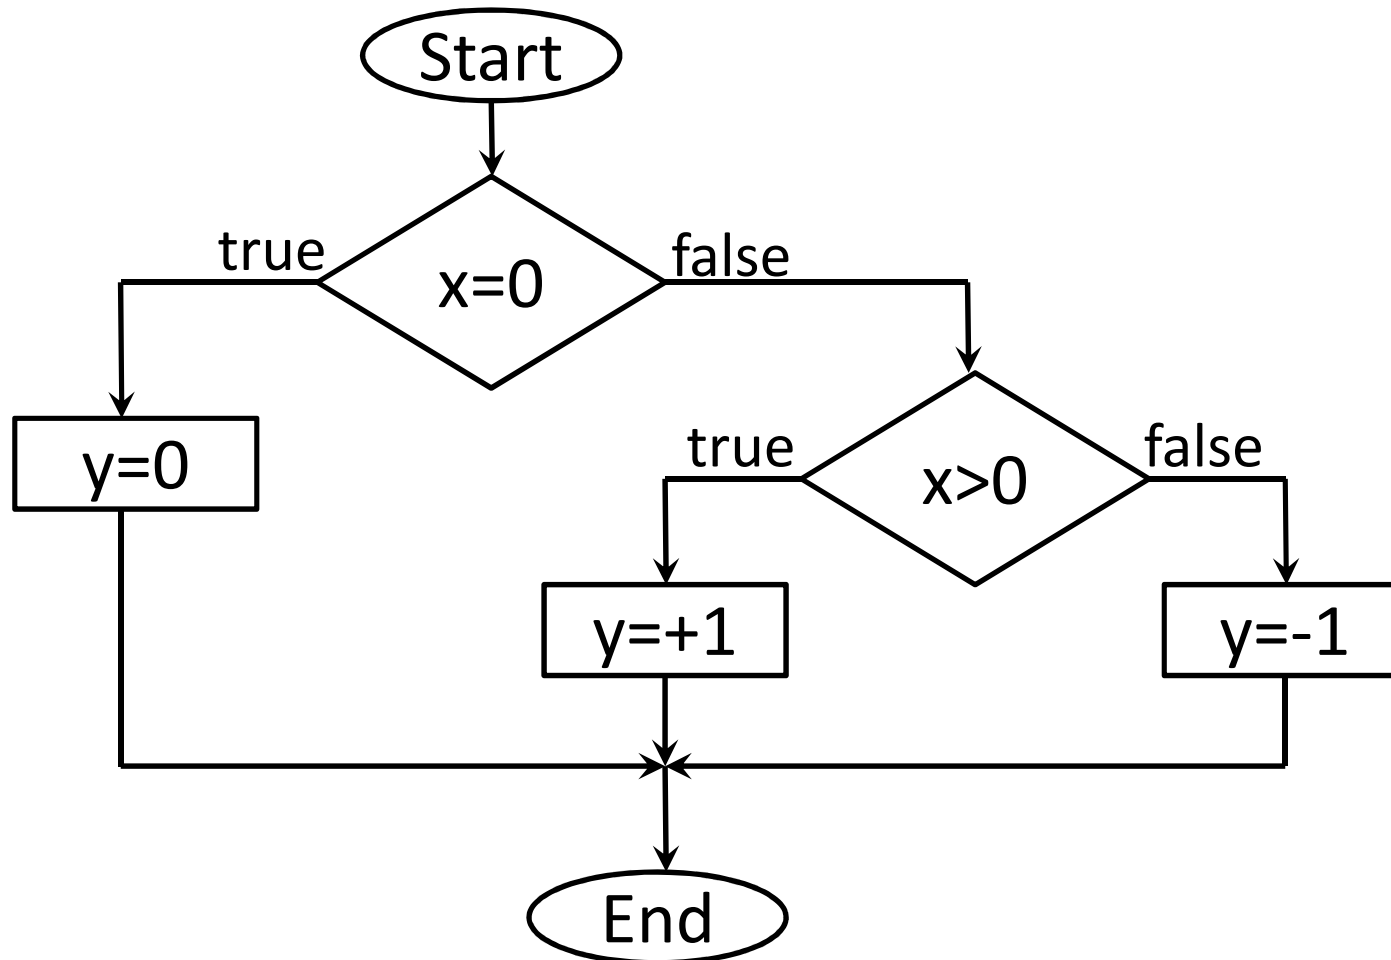 Start
true
false
x=0
true
false
y=0
x>0
y=+1
y=-1
End